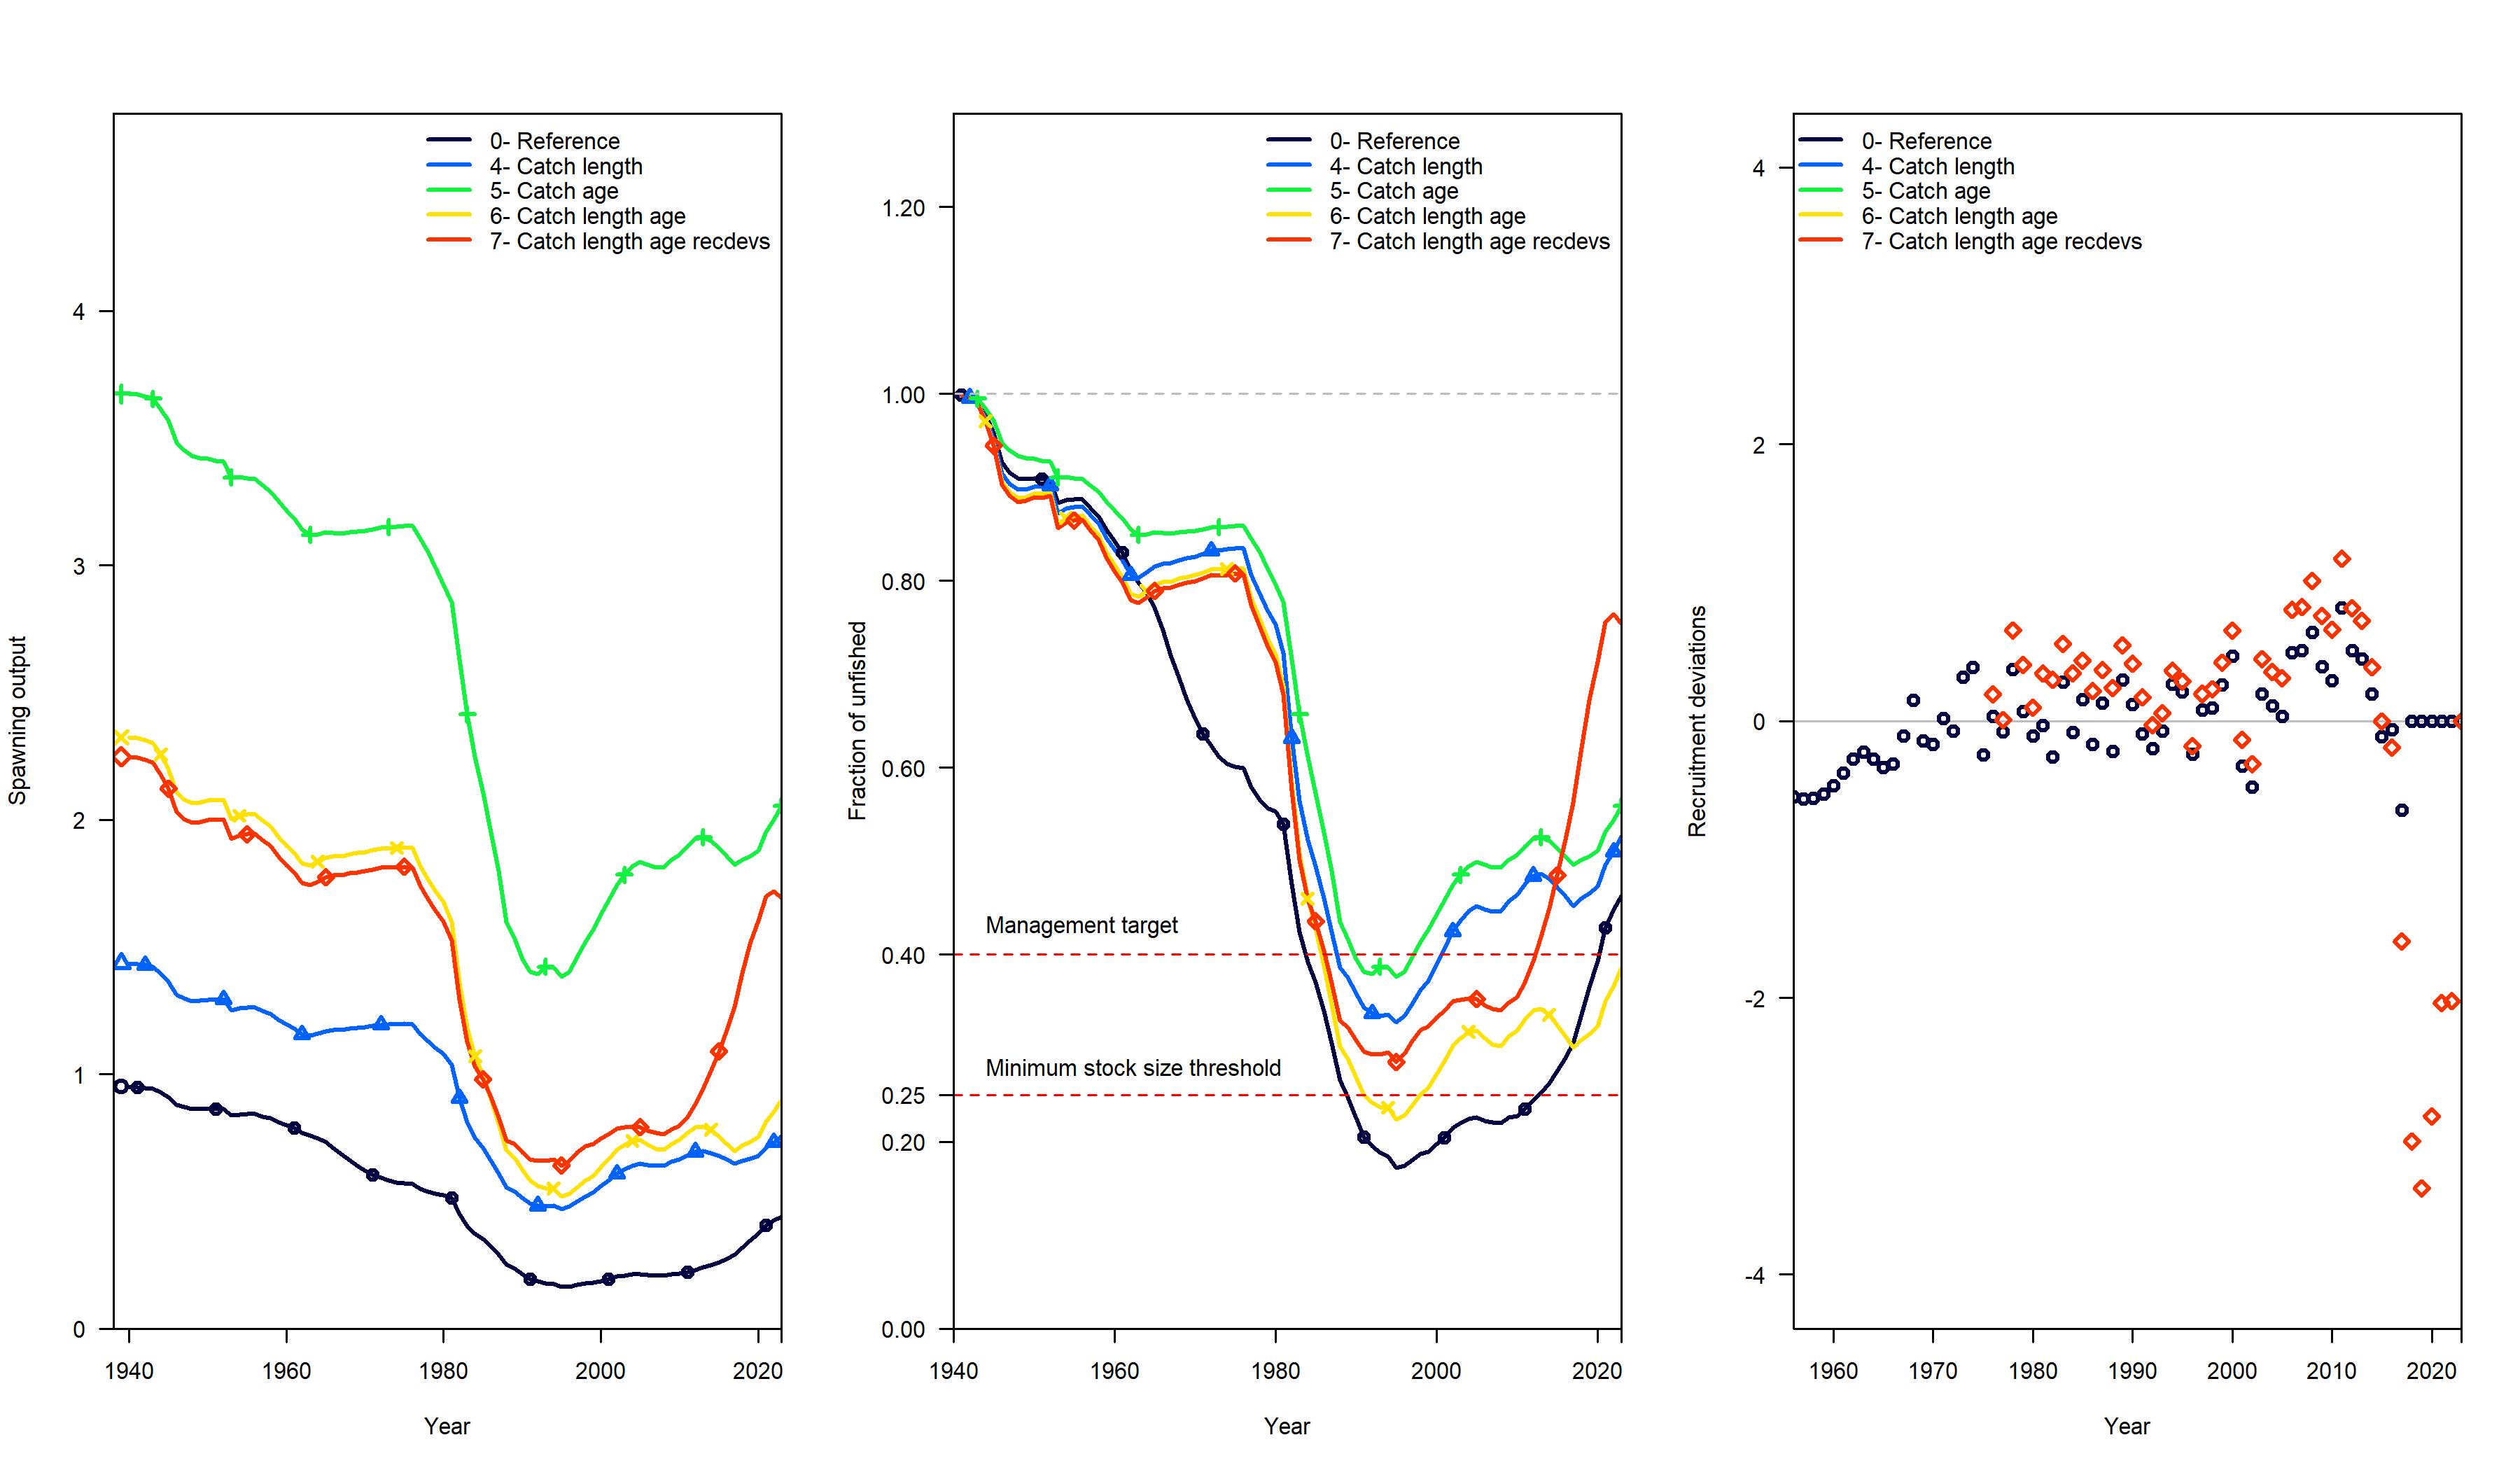 0- Reference
4- Catch length
5- Catch age
6- Catch length age
7- Catch length age recdevs
Spawning output
4
3
2
1
0
1940 1960 1980 2000 2020
Year
0- Reference
4- Catch length
5- Catch age
6- Catch length age
7- Catch length age recdevs
Fraction of unfished
1.20
1.00
0.80
0.60
0.40
0.25
0.20
0.00
Management target
Minimum stock size threshold
1940 1960 1980 2000 2020
Year
0- Reference
4- Catch length
5- Catch age
6- Catch length age
7- Catch length age recdevs
Recruitment deviations
4
2
0
-2
-4
1960 1970 1980 1990 2000 2010 2020
Year